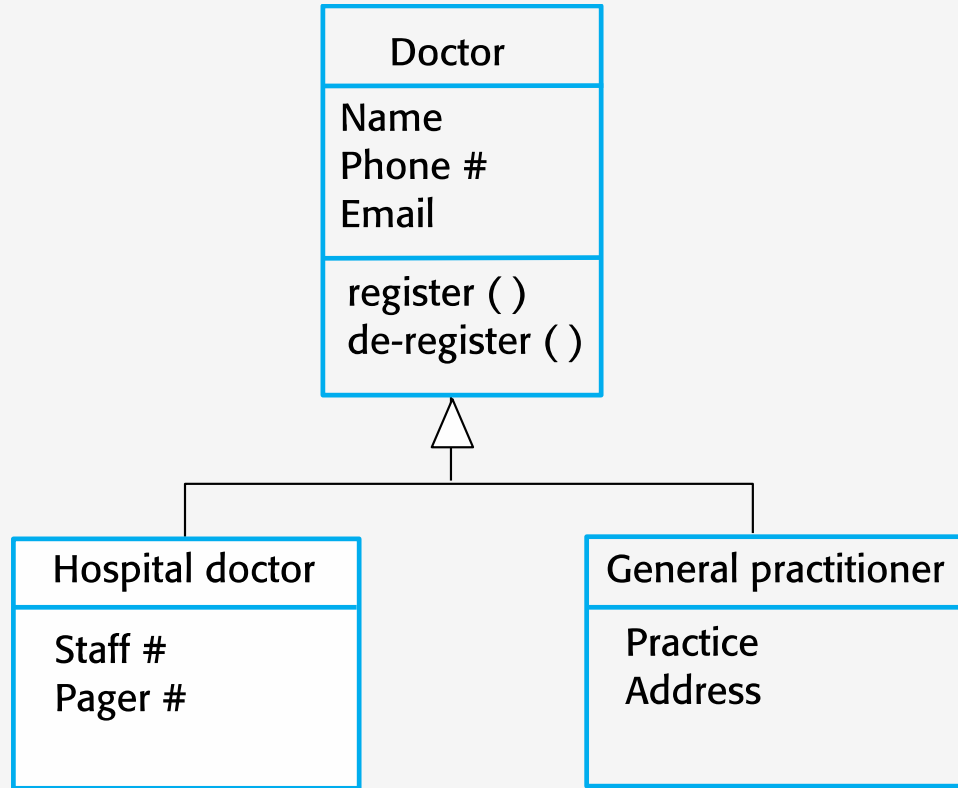 Doctor
Name
Phone #
Email
register ( )
de-register ( )
Hospital doctor
Staff #
Pager #
General practitioner
Practice
Address